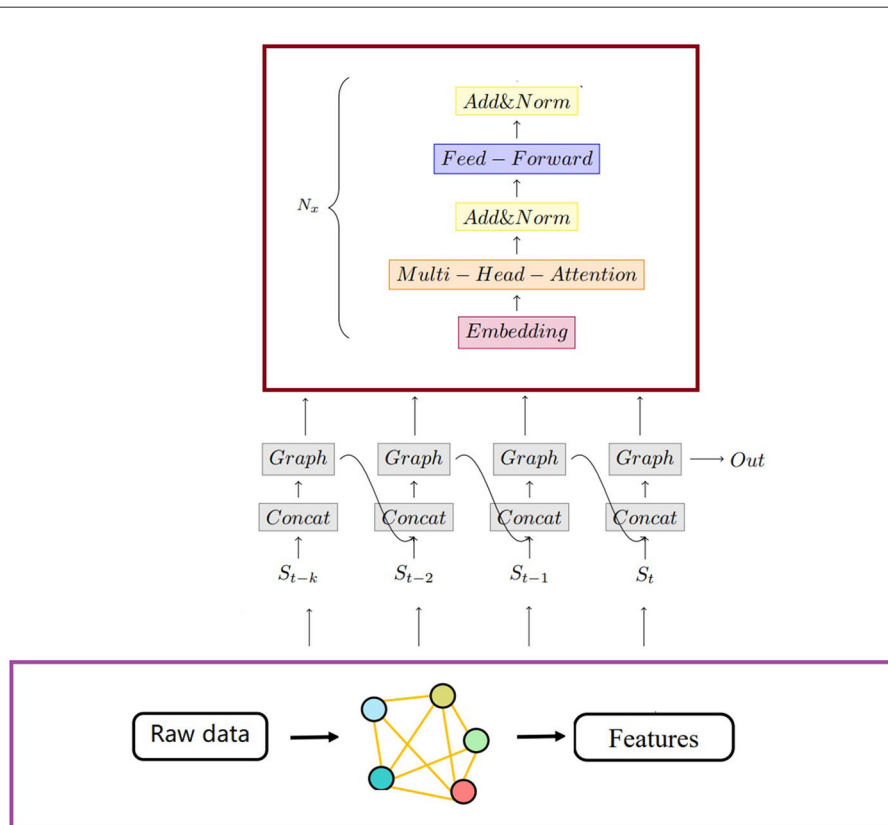 Add&Norm
Feed − Forward
N_x
Add&Norm
Multi − Head − Attention
Embedding
Graph Graph Graph Graph Out
Concat Concat Concat Concat
S_{t−k} S_{t−2} S_{t−1} S_t
Raw data Features